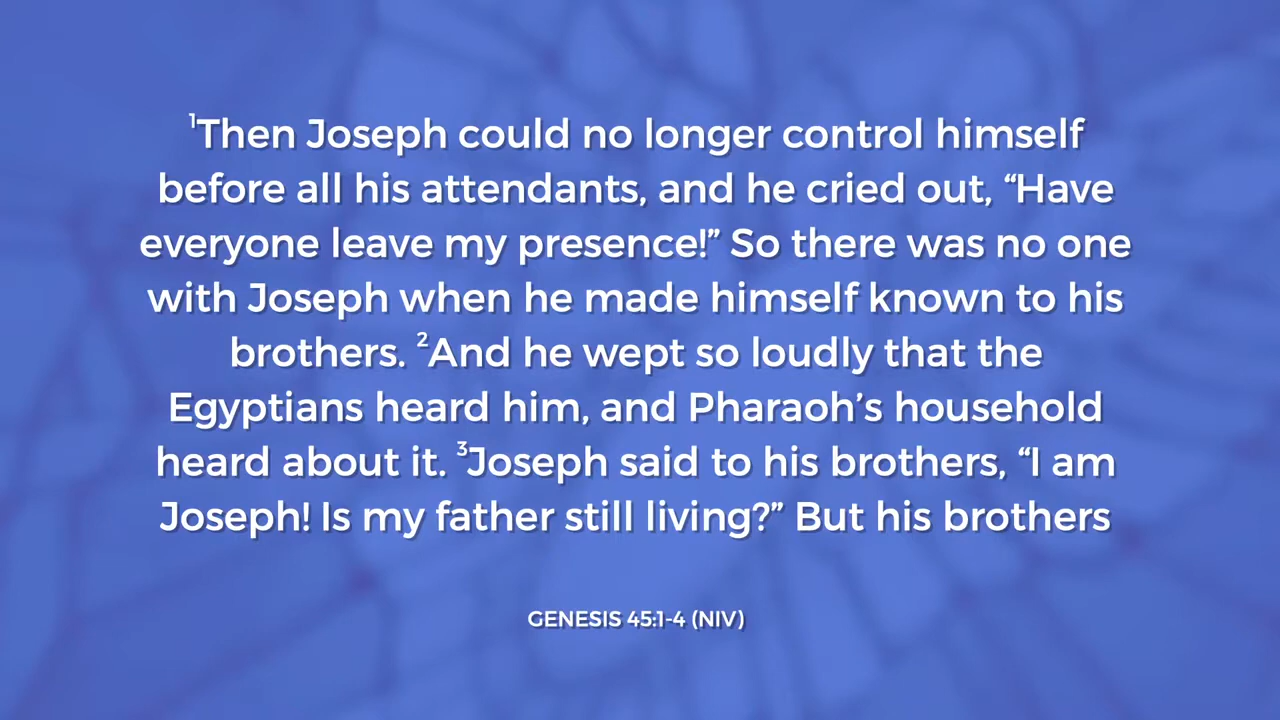 ¹Then Joseph could no longer control himself
before all his attendants, and he cried out, “Have
everyone leave my presence!” So there was no one
with Joseph when he made himself known to his
brothers. ²And he wept so loudly that the
Egyptians heard him, and Pharaoh’s household
heard about it. ³Joseph said to his brothers, “I am
Joseph! Is my father still living?” But his brothers
GENESIS 45:1-4 (NIV)